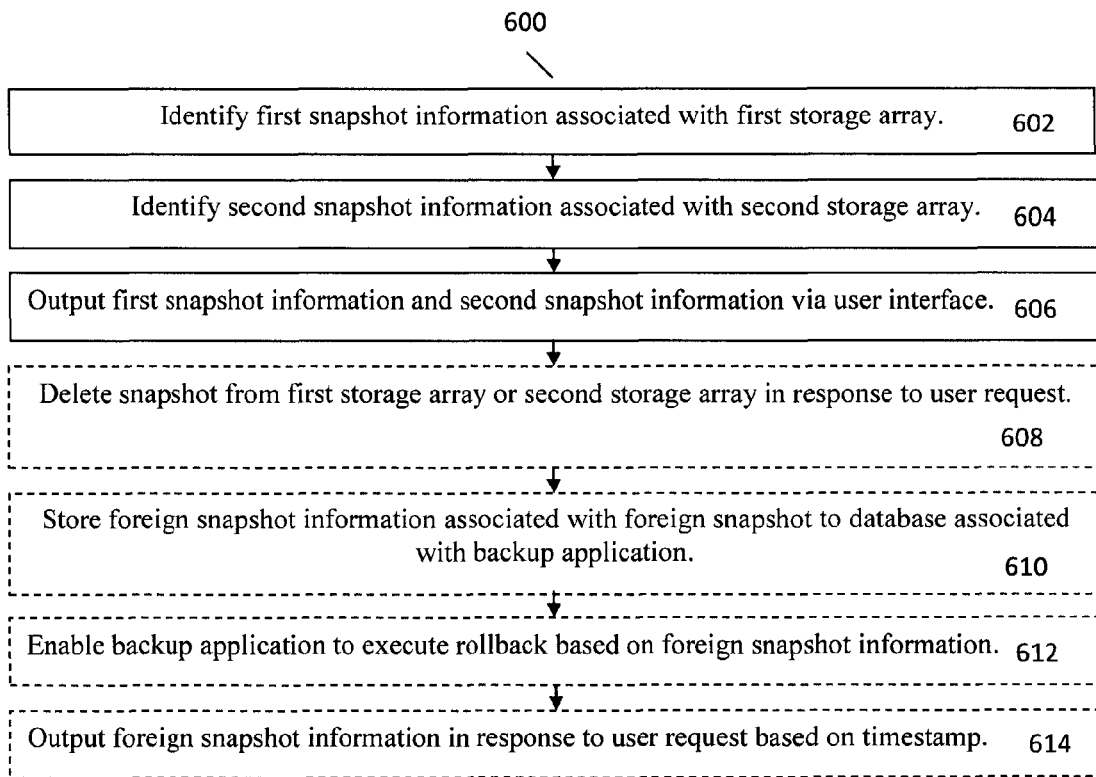 600
Identify first snapshot information associated with first storage array. 602
Identify second snapshot information associated with second storage array. 604
Output first snapshot information and second snapshot information via user interface. 606
Delete snapshot from first storage array or second storage array in response to user request.
608
Store foreign snapshot information associated with foreign snapshot to database associated
with backup application.
610
Enable backup application to execute rollback based on foreign snapshot information. 612
Output foreign snapshot information in response to user request based on timestamp. 614